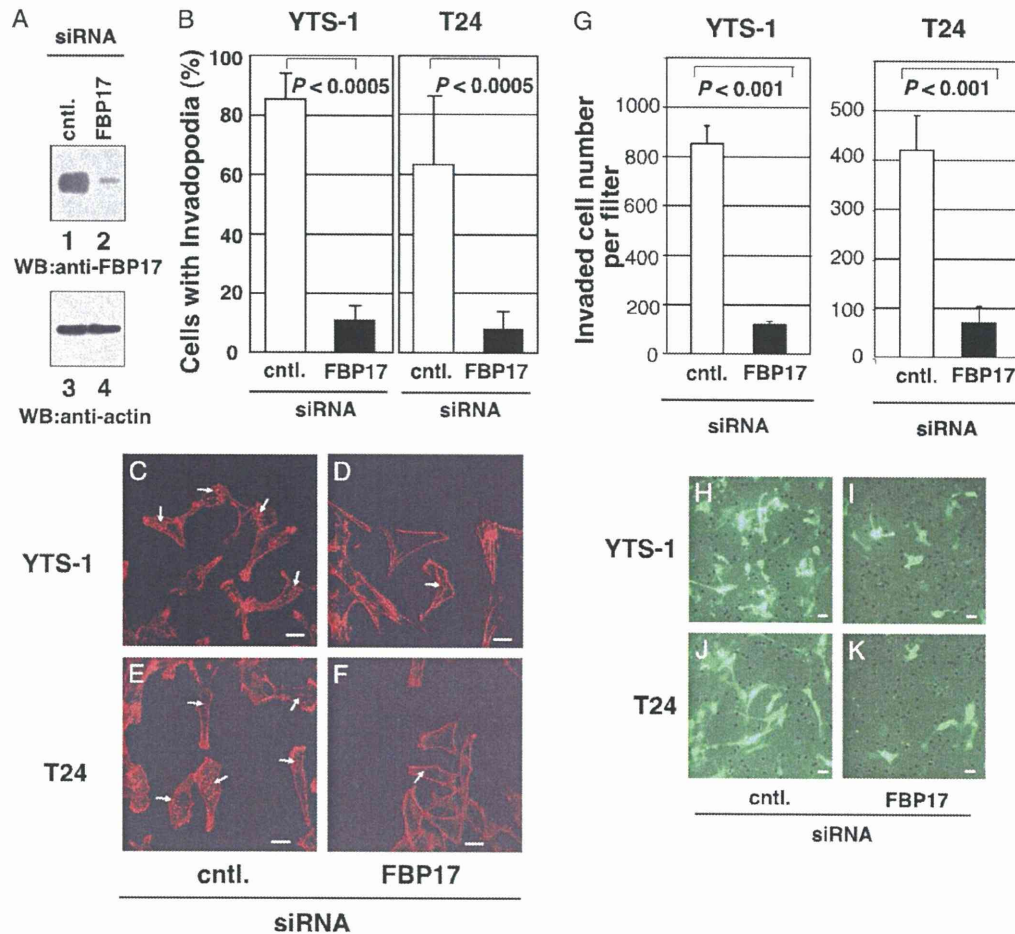 A
siRNA
cntl.
FBP17
1 2
WB:anti-FBP17
3 4
WB:anti-actin
B
YTS-1
T24
Cells with Invadopodia (%)
100
80
60
40
20
0
P < 0.0005
P < 0.0005
cntl. FBP17
cntl. FBP17
siRNA
siRNA
G
YTS-1
T24
Invaded cell number
per filter
1000
800
600
400
200
0
P < 0.001
500
400
300
200
100
0
P < 0.001
cntl. FBP17
cntl. FBP17
siRNA
siRNA
C
D
YTS-1
E
F
T24
cntl.
FBP17
siRNA
H
I
YTS-1
J
K
T24
cntl.
FBP17
siRNA